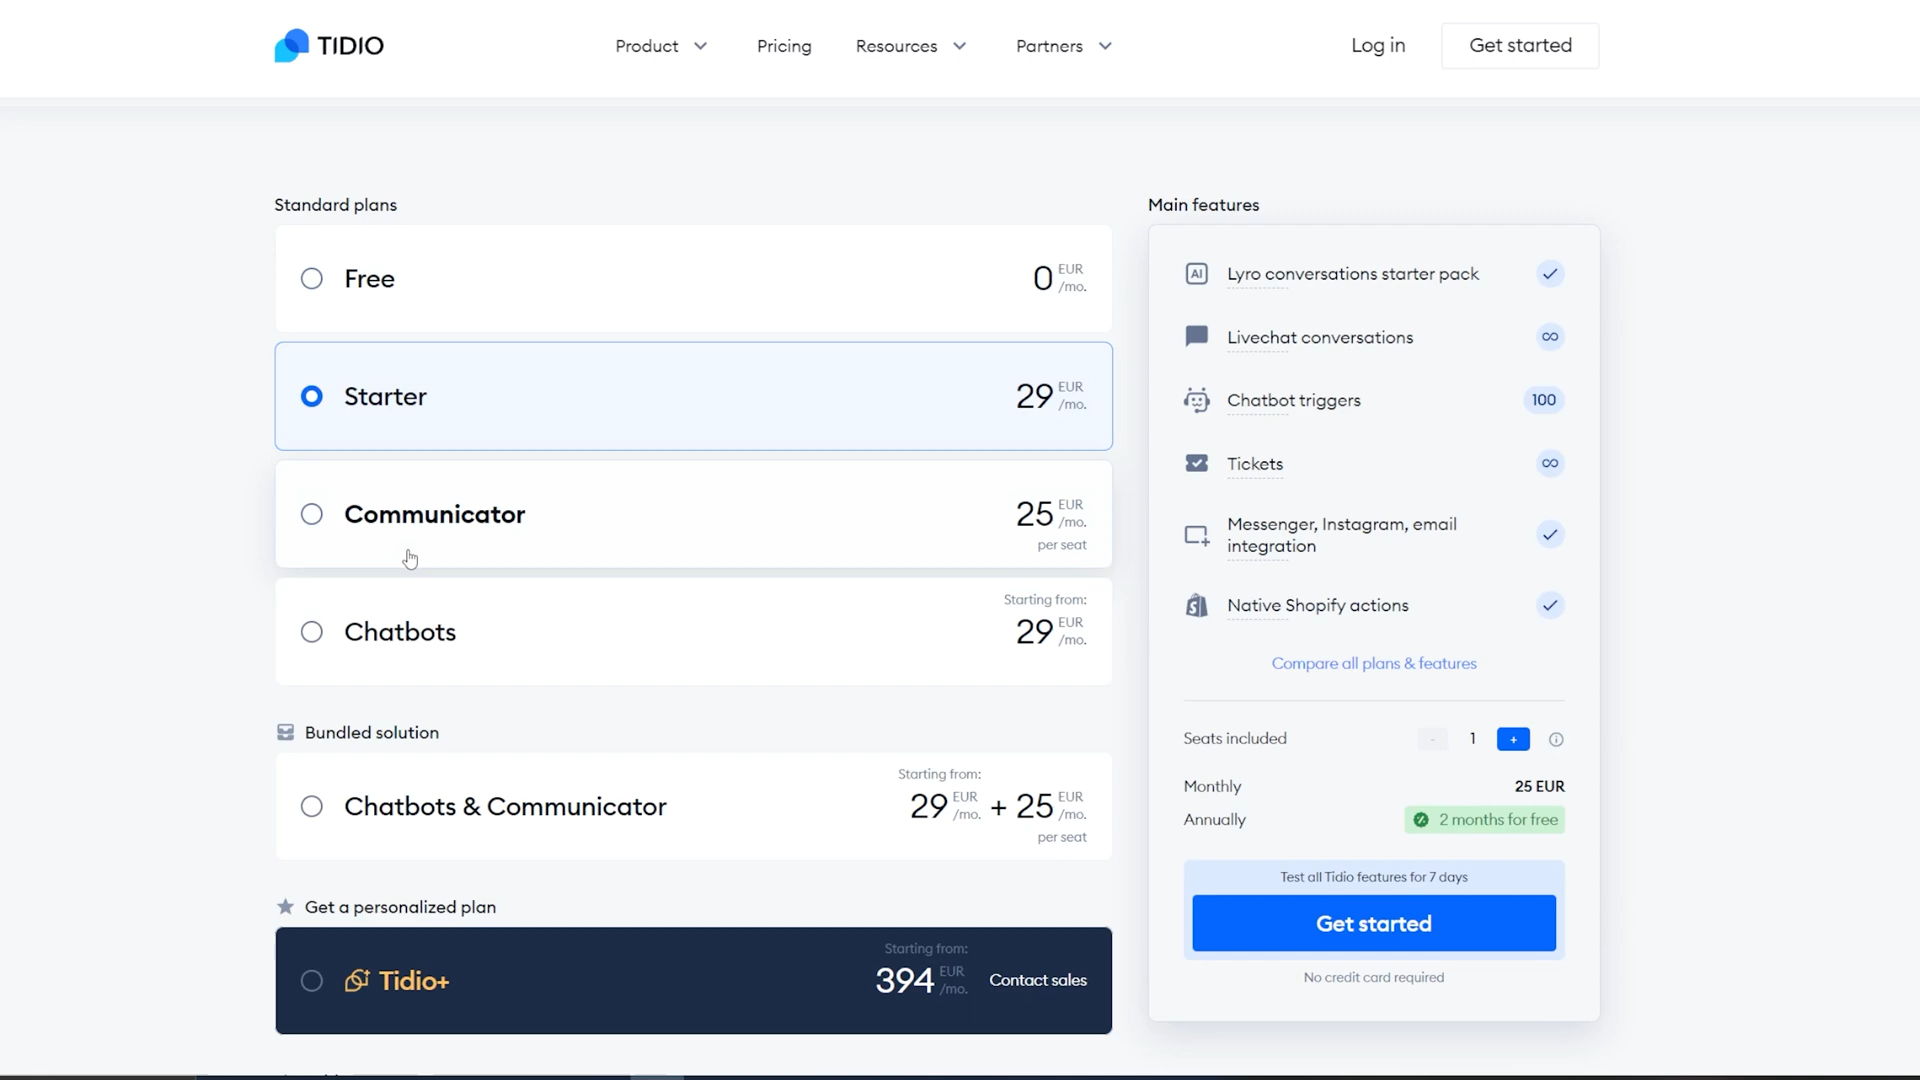 TIDIO
Product
Pricing
Resources
Partners
Log in
Get started
Standard plans
Free
0 EUR /mo.
Starter
29 EUR /mo.
Communicator
25 EUR /mo.
per seat
Chatbots
Starting from:
29 EUR /mo.
Bundled solution
Chatbots & Communicator
Starting from:
29 EUR /mo. + 25 EUR /mo.
per seat
Get a personalized plan
Tidio+
Starting from:
394 EUR /mo.
Contact sales
Main features
AI Lyro conversations starter pack
Livechat conversations ∞
Chatbot triggers 100
Tickets ∞
Messenger, Instagram, email
integration
Native Shopify actions
Compare all plans & features
Seats included - 1 +
Monthly 25 EUR
Annually 2 months for free
Test all Tidio features for 7 days
Get started
No credit card required